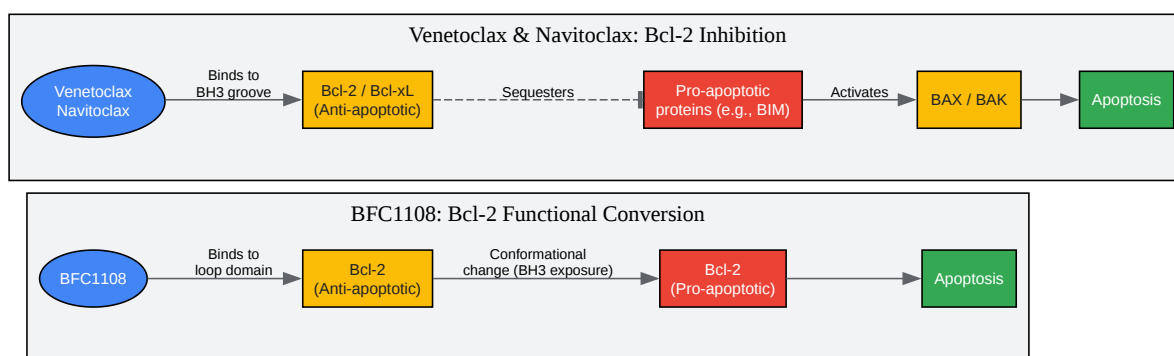 Venetoclax & Navitoclax: Bcl-2 Inhibition
Venetoclax
Navitoclax
Binds to
BH3 groove
Bcl-2 / Bcl-xL
(Anti-apoptotic)
Sequesters
Pro-apoptotic
proteins (e.g., BIM)
Activates
BAX / BAK
Apoptosis
BFC1108: Bcl-2 Functional Conversion
BFC1108
Binds to
loop domain
Bcl-2
(Anti-apoptotic)
Conformational
change (BH3 exposure)
Bcl-2
(Pro-apoptotic)
Apoptosis